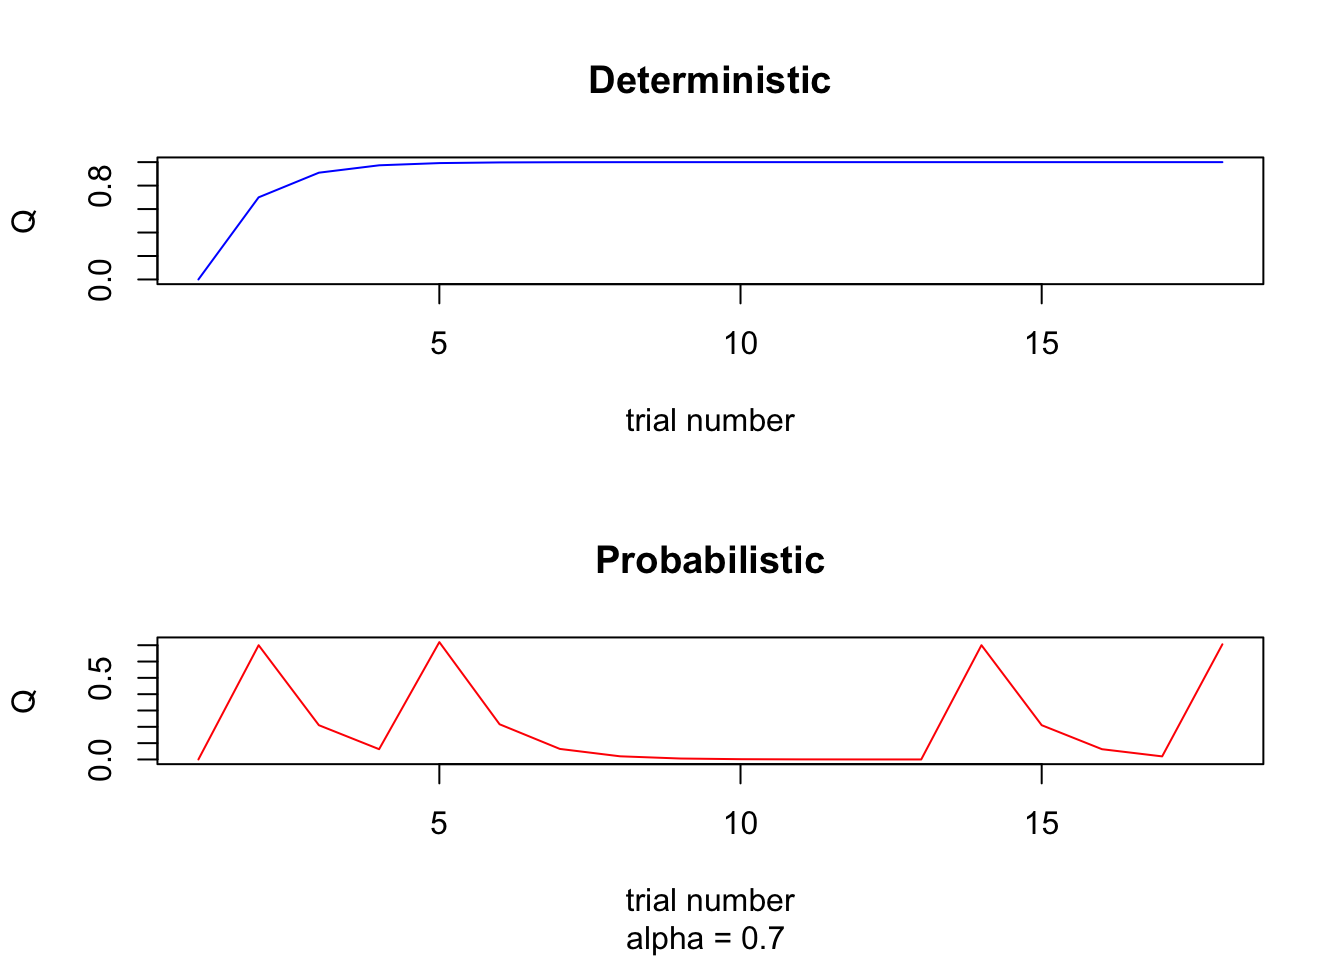 Deterministic
Q
0.8
0.0
5 10 15
trial number
Probabilistic
Q
0.5
0.0
5 10 15
trial number
alpha = 0.7